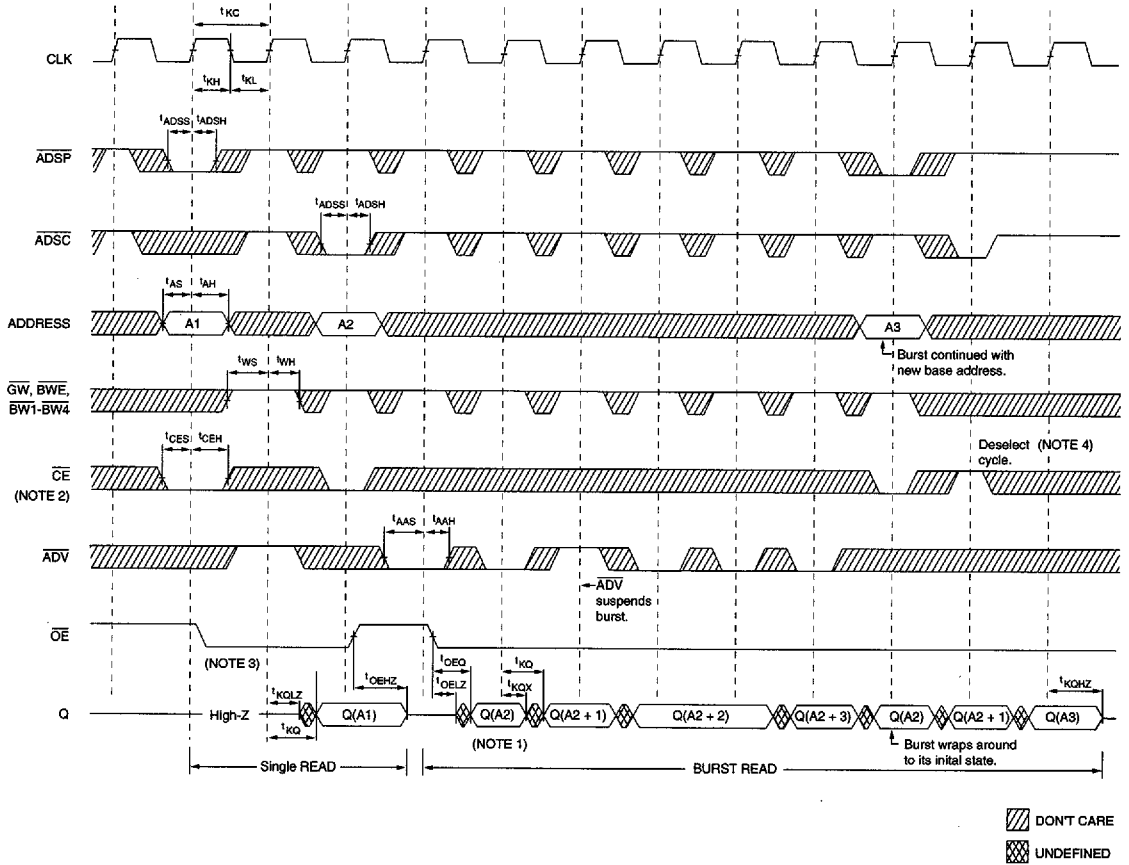 tKC
CLK
tKH tKL
tADSS tADSH
ADSP
tADSS tADSH
ADSC
tAS tAH
ADDRESS A1 A2 A3
Burst continued with
new base address.
tWS tWH
GW, BWE,
BW1-BW4
tCES tCEH
Deselect (NOTE 4)
cycle.
CE
(NOTE 2)
tAAS tAAH
ADV
ADV
suspends
burst.
OE
(NOTE 3)
tOEHZ tOEQ tKQ
tKQLZ tOELZ tKQX tKQHZ
Q High-Z Q(A1) Q(A2) Q(A2 + 1) Q(A2 + 2) Q(A2 + 3) Q(A2) Q(A2 + 1) Q(A3)
tKQ
(NOTE 1)
Burst wraps around
to its inital state.
Single READ BURST READ
DON'T CARE
UNDEFINED